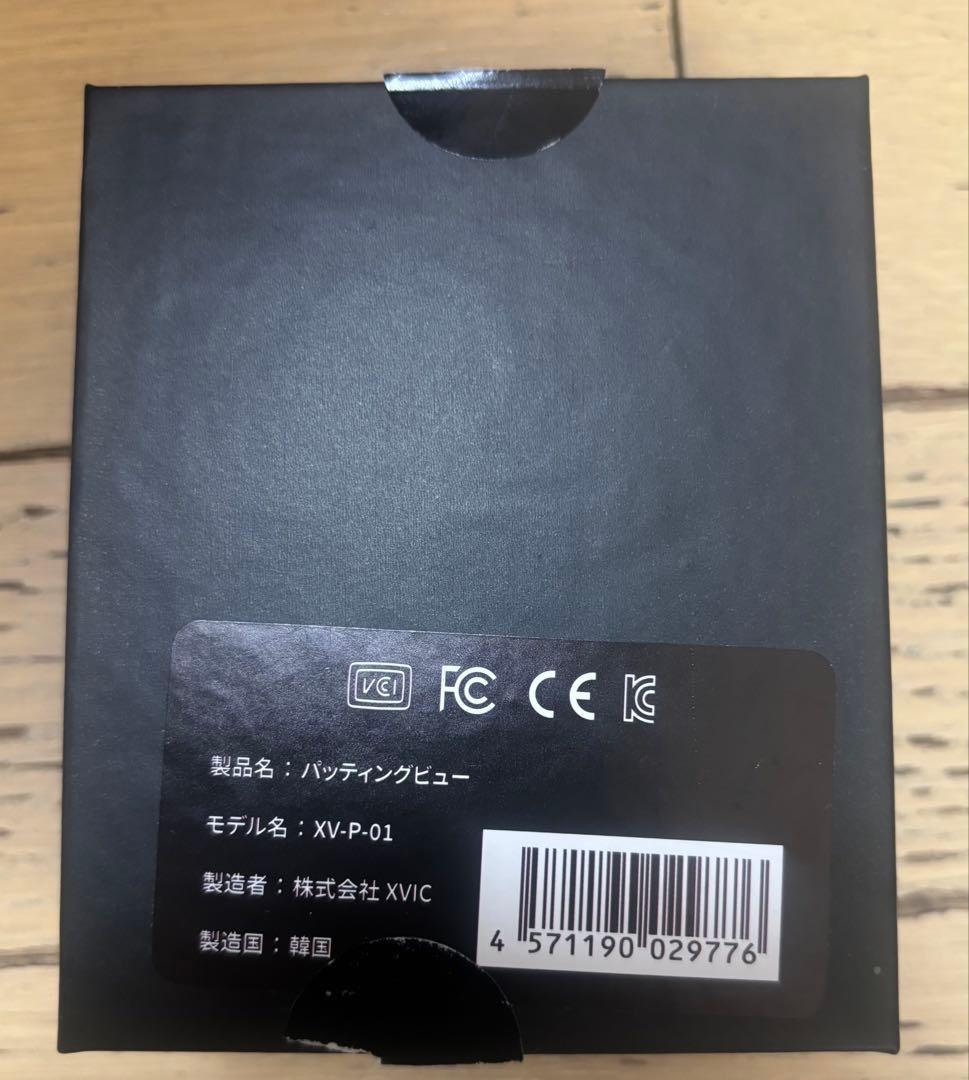 VCI FC CE KC
製品名：パッティングビュー
モデル名：XV-P-01
製造者：株式会社 XVIC
製造国：韓国
4 571190 029776